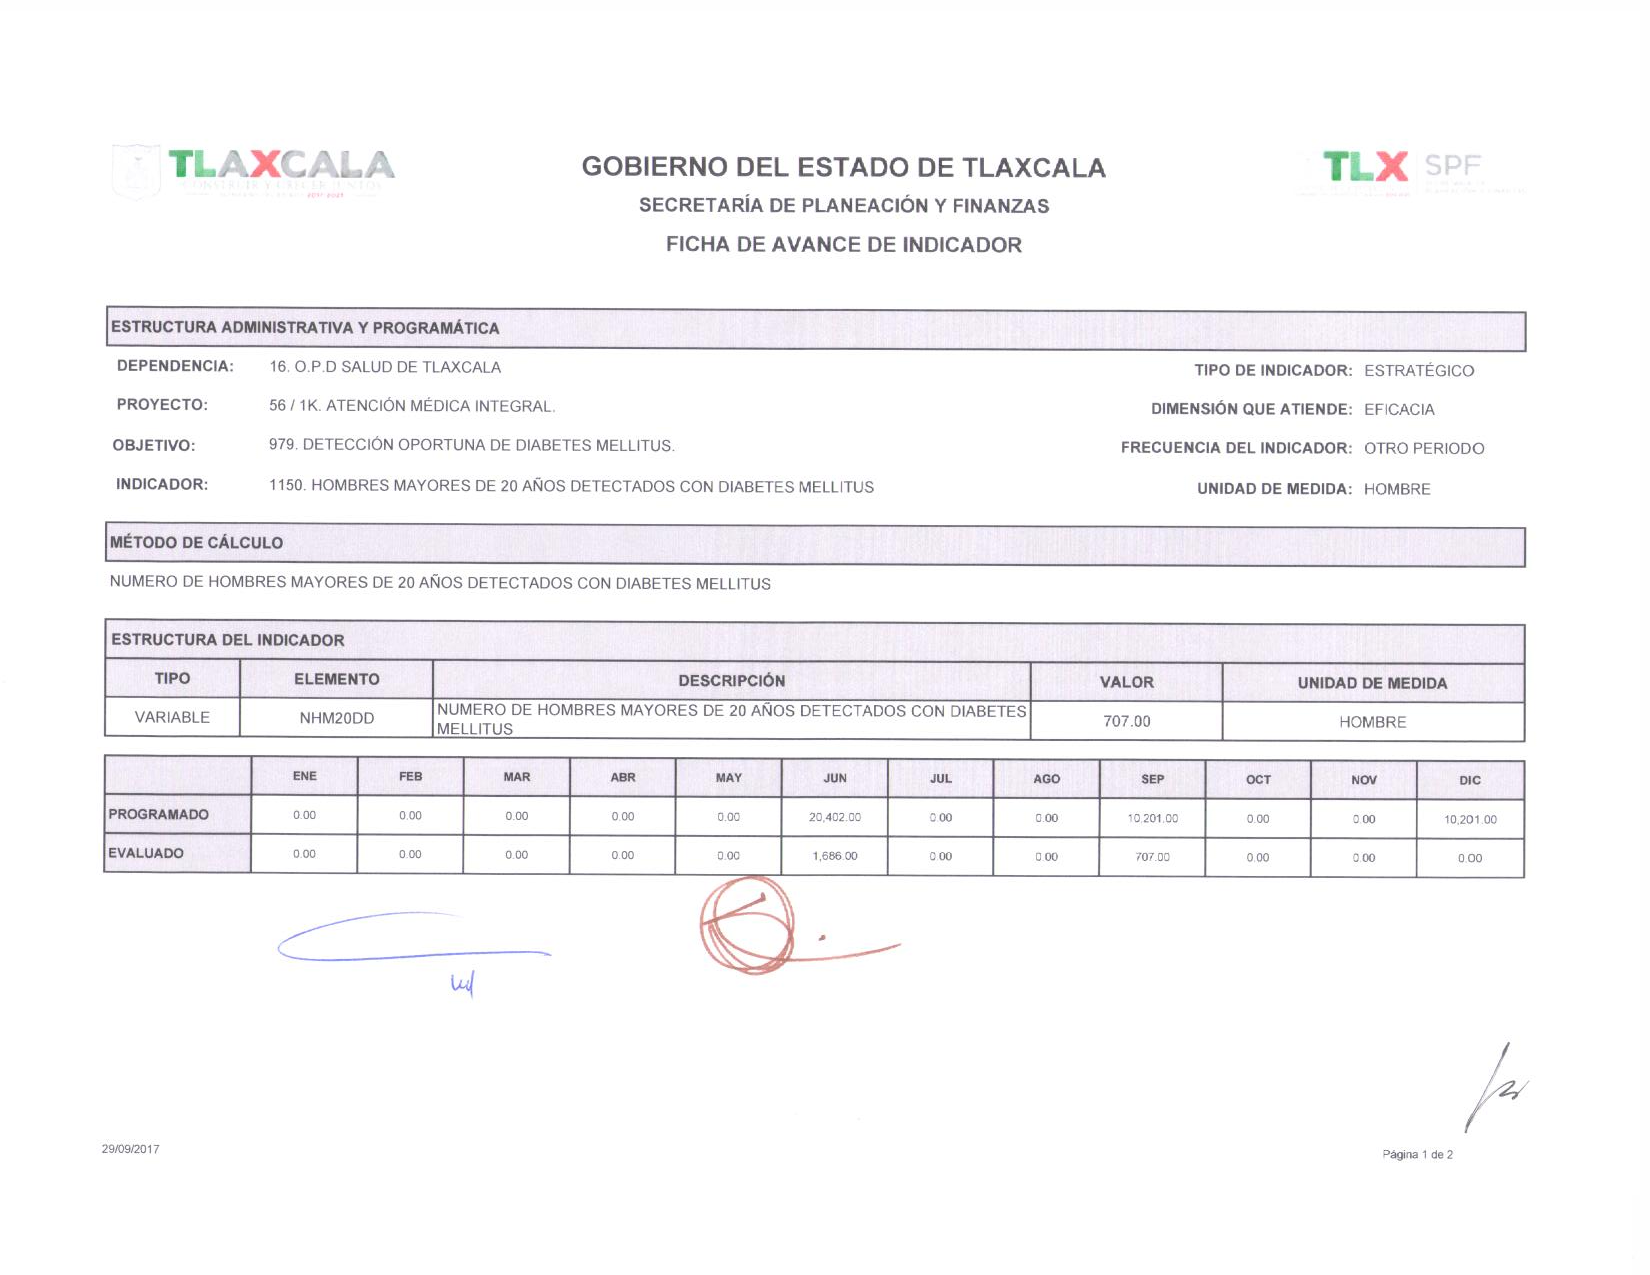 TLAXCALA
CONSTRUIR Y CRECER JUNTOS
GOBIERNO DEL ESTADO DE TLAXCALA
SECRETARÍA DE PLANEACIÓN Y FINANZAS
FICHA DE AVANCE DE INDICADOR
TLX SPF
ESTRUCTURA ADMINISTRATIVA Y PROGRAMÁTICA
DEPENDENCIA: 16. O.P.D SALUD DE TLAXCALA TIPO DE INDICADOR: ESTRATÉGICO
PROYECTO: 56 / 1K. ATENCIÓN MÉDICA INTEGRAL. DIMENSIÓN QUE ATIENDE: EFICACIA
OBJETIVO: 979. DETECCIÓN OPORTUNA DE DIABETES MELLITUS. FRECUENCIA DEL INDICADOR: OTRO PERIODO
INDICADOR: 1150. HOMBRES MAYORES DE 20 AÑOS DETECTADOS CON DIABETES MELLITUS UNIDAD DE MEDIDA: HOMBRE
MÉTODO DE CÁLCULO
NUMERO DE HOMBRES MAYORES DE 20 AÑOS DETECTADOS CON DIABETES MELLITUS
ESTRUCTURA DEL INDICADOR
TIPO ELEMENTO DESCRIPCIÓN VALOR UNIDAD DE MEDIDA
VARIABLE NHM20DD NUMERO DE HOMBRES MAYORES DE 20 AÑOS DETECTADOS CON DIABETES MELLITUS 707.00 HOMBRE
ENE FEB MAR ABR MAY JUN JUL AGO SEP OCT NOV DIC
PROGRAMADO 0.00 0.00 0.00 0.00 0.00 20,402.00 0.00 0.00 10,201.00 0.00 0.00 10,201.00
EVALUADO 0.00 0.00 0.00 0.00 0.00 1,686.00 0.00 0.00 707.00 0.00 0.00 0.00
29/09/2017
Página 1 de 2